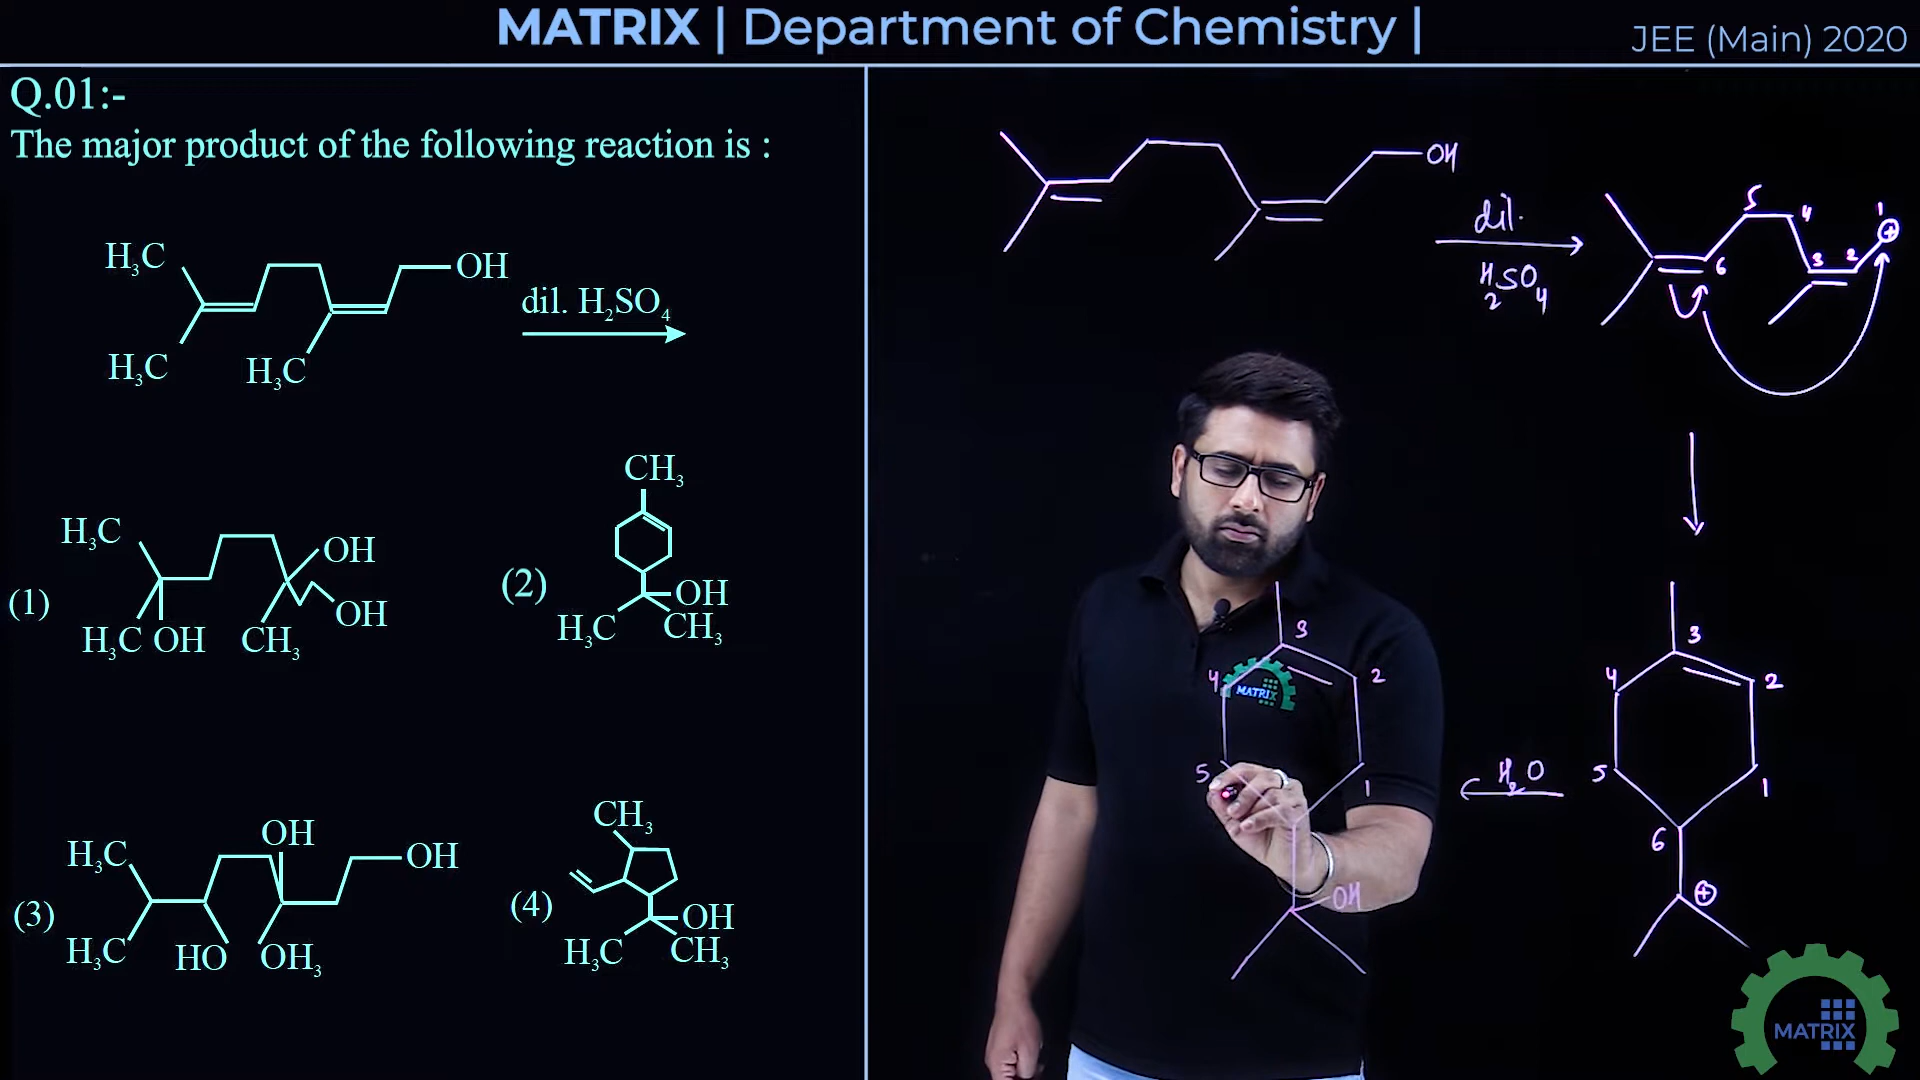 MATRIX | Department of Chemistry |
JEE (Main) 2020
Q.01:-
The major product of the following reaction is :
H₃C
OH
dil. H₂SO₄
H₃C
H₃C
(1)
H₃C
OH
OH
H₃C OH
CH₃
(2)
CH₃
OH
H₃C
CH₃
(3)
H₃C
OH
OH
H₃C
HO
OH₃
(4)
CH₃
OH
H₃C
CH₃
OH
dil.
H₂SO₄
5
4
1
⊕
6
3
2
3
4
2
5
1
6
⊕
H₂O
3
4
2
5
1
OH
MATRIX
MATRIX